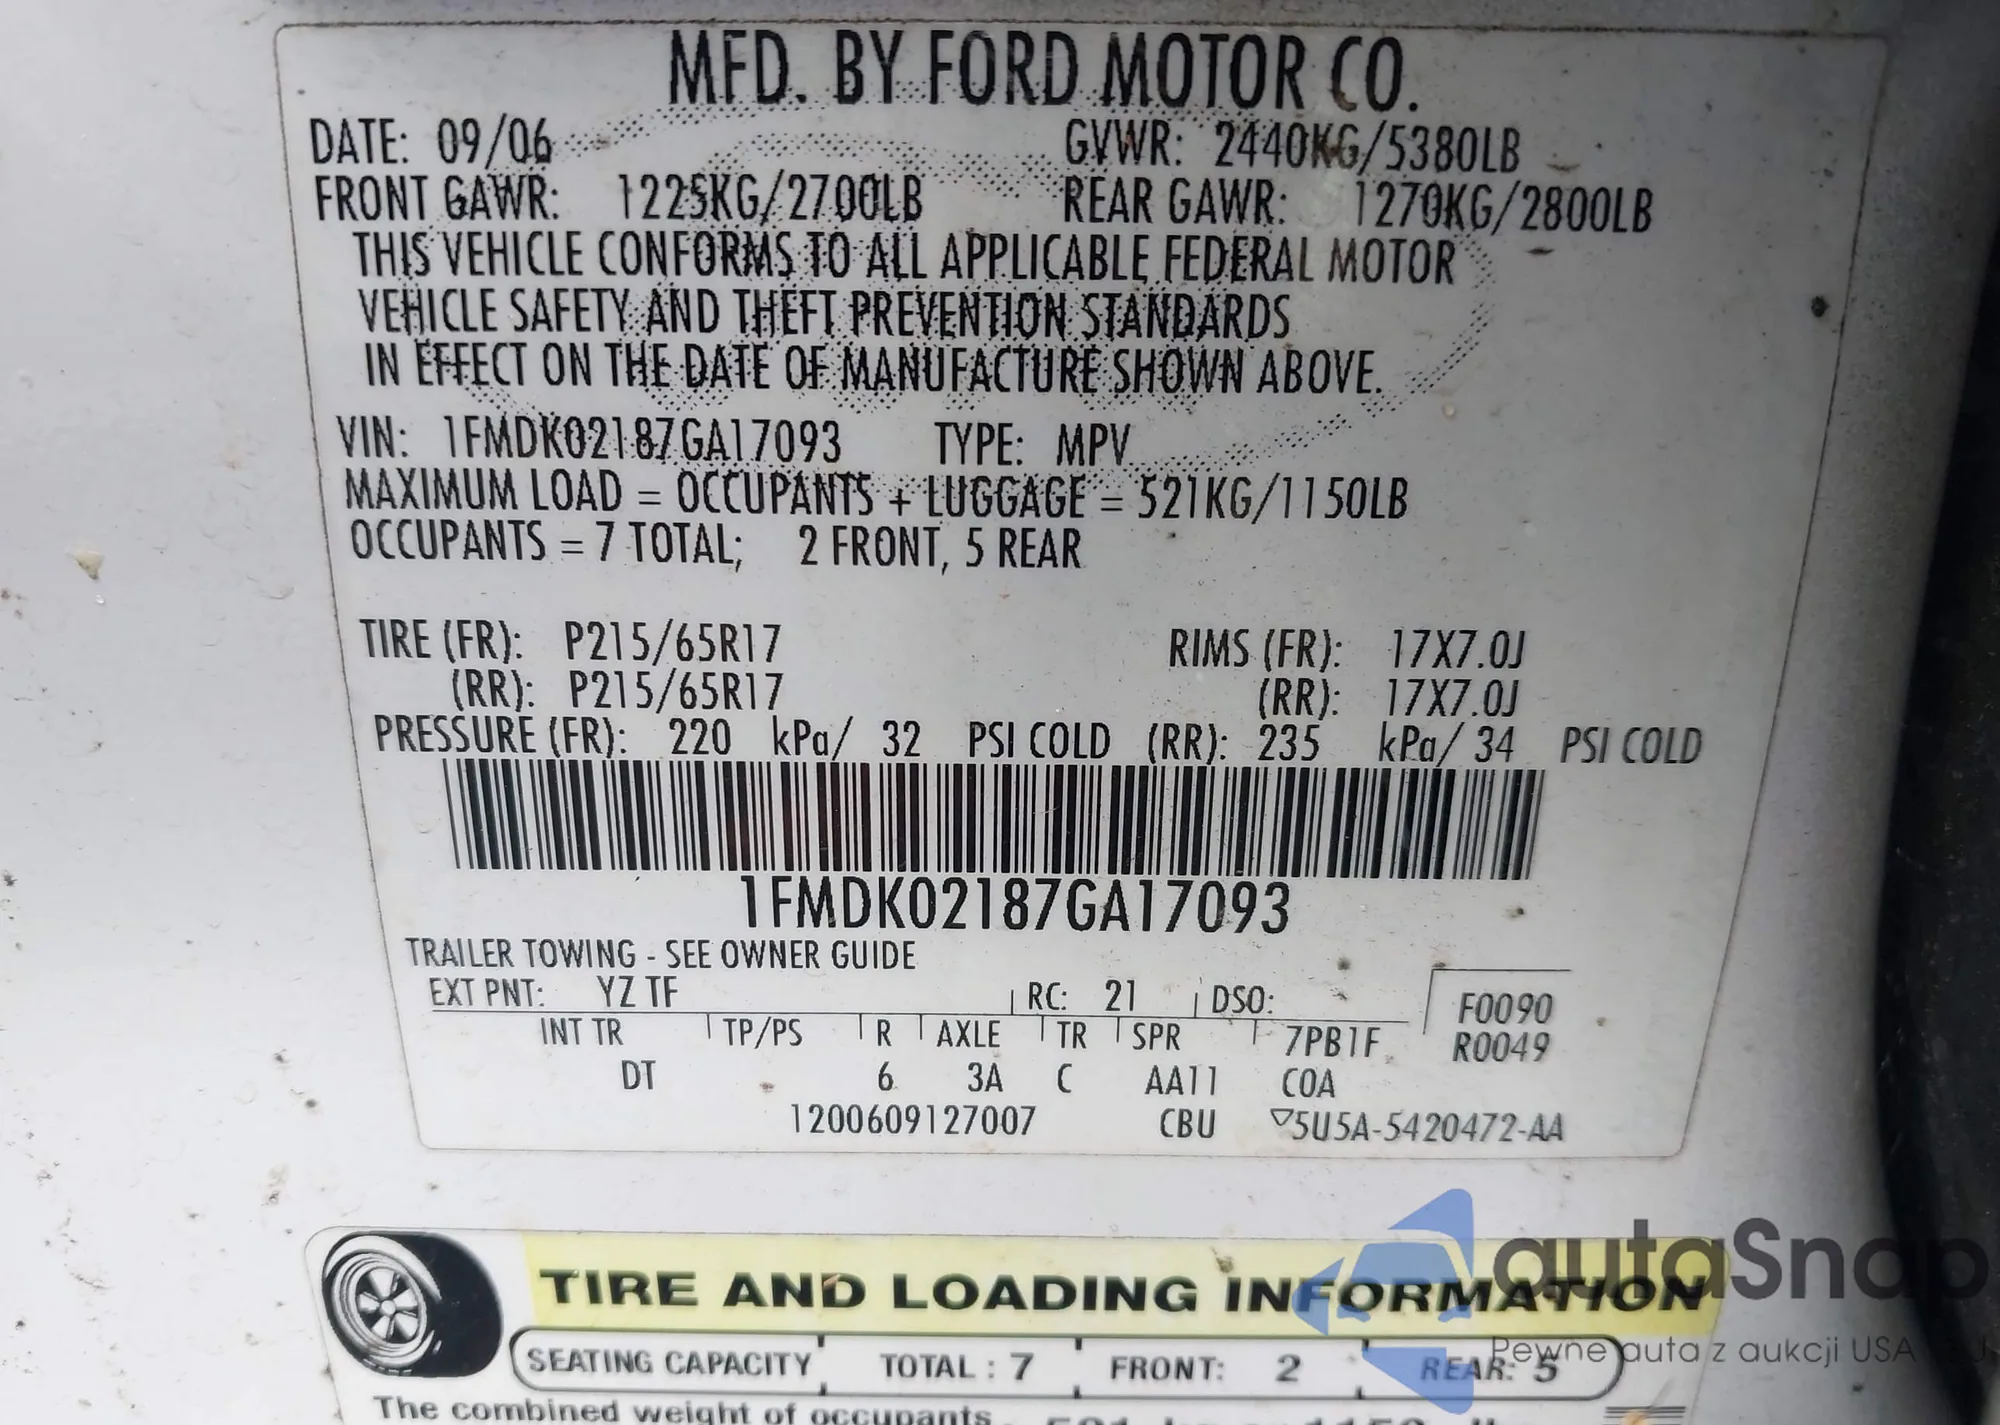 MFD. BY FORD MOTOR CO.
DATE: 09/06 GVWR: 2440KG/5380LB
FRONT GAWR: 1225KG/2700LB REAR GAWR: 1270KG/2800LB
THIS VEHICLE CONFORMS TO ALL APPLICABLE FEDERAL MOTOR
VEHICLE SAFETY AND THEFT PREVENTION STANDARDS
IN EFFECT ON THE DATE OF MANUFACTURE SHOWN ABOVE.
VIN: 1FMDK02187GA17093 TYPE: MPV
MAXIMUM LOAD = OCCUPANTS + LUGGAGE = 521KG/1150LB
OCCUPANTS = 7 TOTAL; 2 FRONT, 5 REAR
TIRE (FR): P215/65R17 RIMS (FR): 17X7.0J
(RR): P215/65R17 (RR): 17X7.0J
PRESSURE (FR): 220 kPa/ 32 PSI COLD (RR): 235 kPa/ 34 PSI COLD
1FMDK02187GA17093
TRAILER TOWING - SEE OWNER GUIDE
EXT PNT: YZ TF RC: 21 DSO: F0090
INT TR TP/PS R AXLE TR SPR 7PB1F R0049
DT 6 3A C AA11 COA
1200609127007 CBU ▽5U5A-5420472-AA
TIRE AND LOADING INFORMATION
SEATING CAPACITY TOTAL : 7 FRONT: 2 REAR: 5
The combined weight of occupants
autaSnap
Pewne auta z aukcji USA